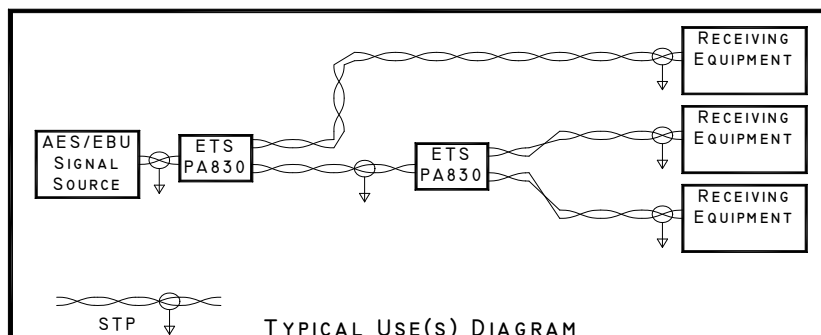 RECEIVING
EQUIPMENT
AES/EBU
SIGNAL
SOURCE
ETS
PA830
ETS
PA830
RECEIVING
EQUIPMENT
RECEIVING
EQUIPMENT
STP
TYPICAL USE(S) DIAGRAM